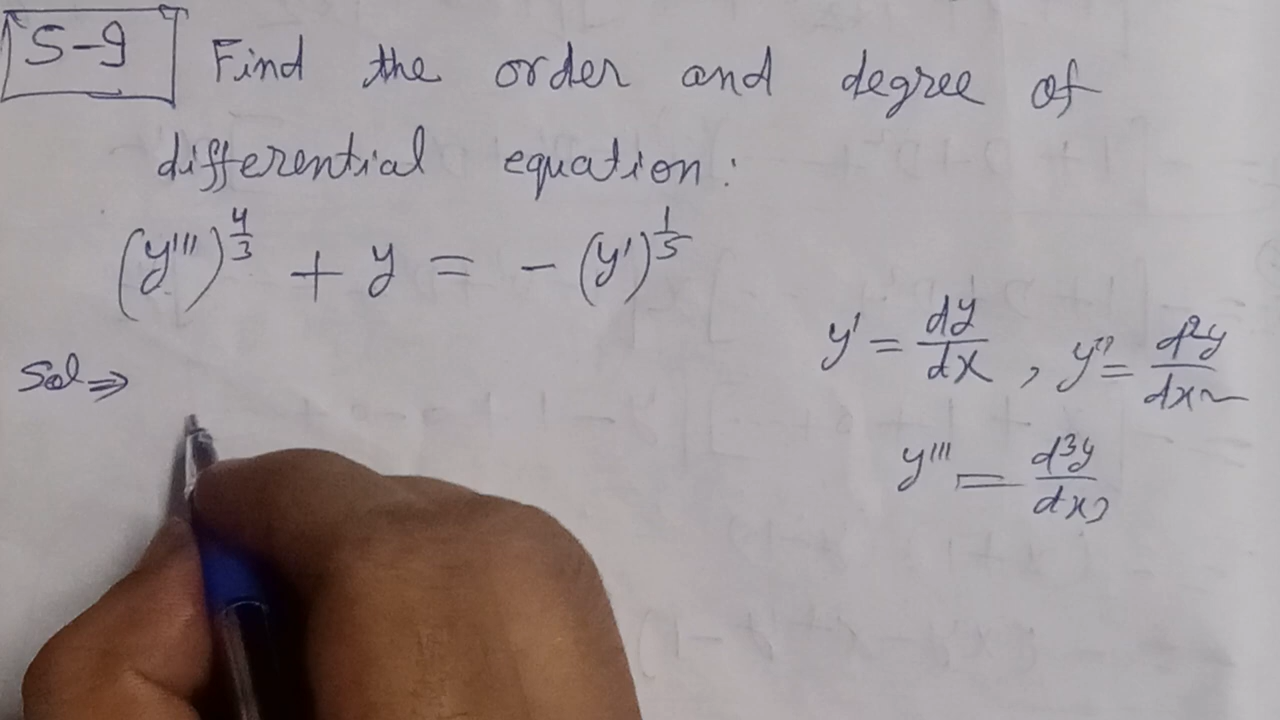 S-9 Find the order and degree of
differential equation:
(y''')^{4/3} + y = - (y')^{1/5}
y' = dy/dx , y'' = d²y/dx²
Sol ⇒
y''' = d³y/dx³